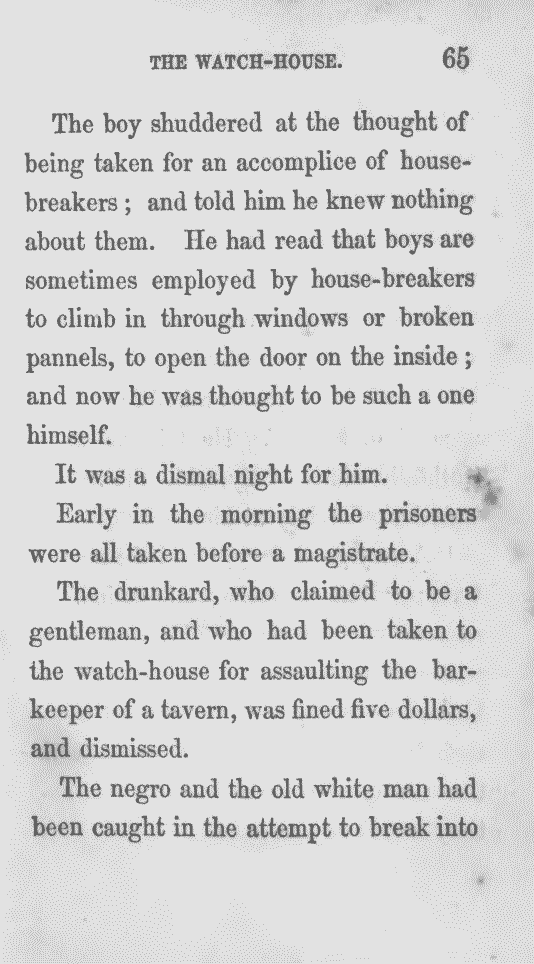 THE WATCH-HOUSE. 65
The boy shuddered at the thought of
being taken for an accomplice of house-
breakers ; and told him he knew nothing
about them. He had read that boys are
sometimes employed by house-breakers
to climb in through windows or broken
pannels, to open the door on the inside ;
and now he was thought to be such a one
himself.
It was a dismal night for him.
Early in the morning the prisoners
were all taken before a magistrate.
The drunkard, who claimed to be a
gentleman, and who had been taken to
the watch-house for assaulting the bar-
keeper of a tavern, was fined five dollars,
and dismissed.
The negro and the old white man had
been caught in the attempt to break into